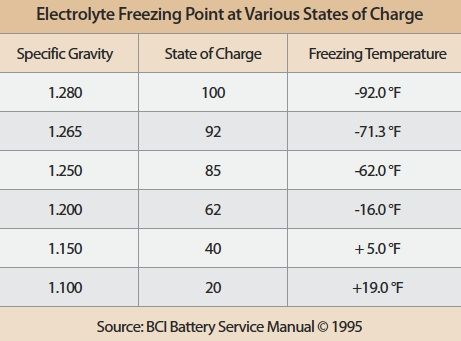 Electrolyte Freezing Point at Various States of Charge
Specific Gravity State of Charge Freezing Temperature
1.280 100 -92.0 °F
1.265 92 -71.3 °F
1.250 85 -62.0 °F
1.200 62 -16.0 °F
1.150 40 + 5.0 °F
1.100 20 +19.0 °F
Source: BCI Battery Service Manual © 1995